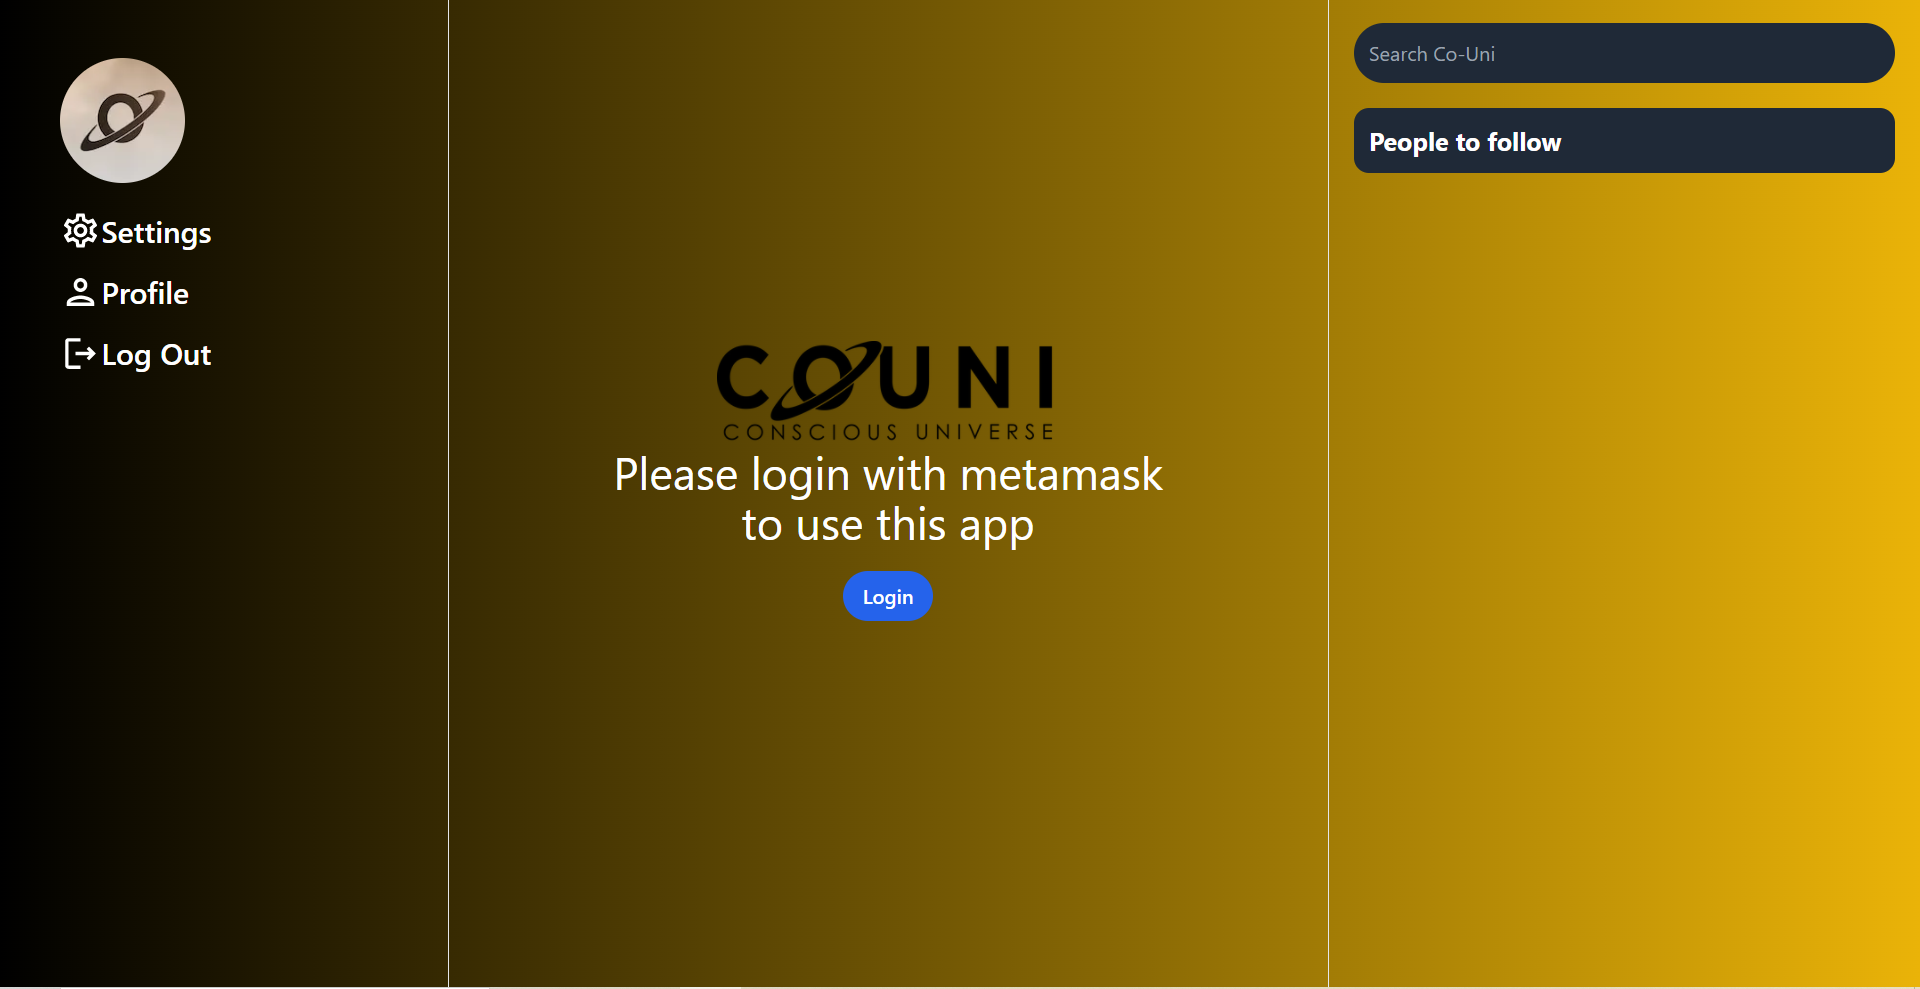 Settings
Profile
Log Out
COUNI
CONSCIOUS UNIVERSE
Please login with metamask
to use this app
Login
Search Co-Uni
People to follow